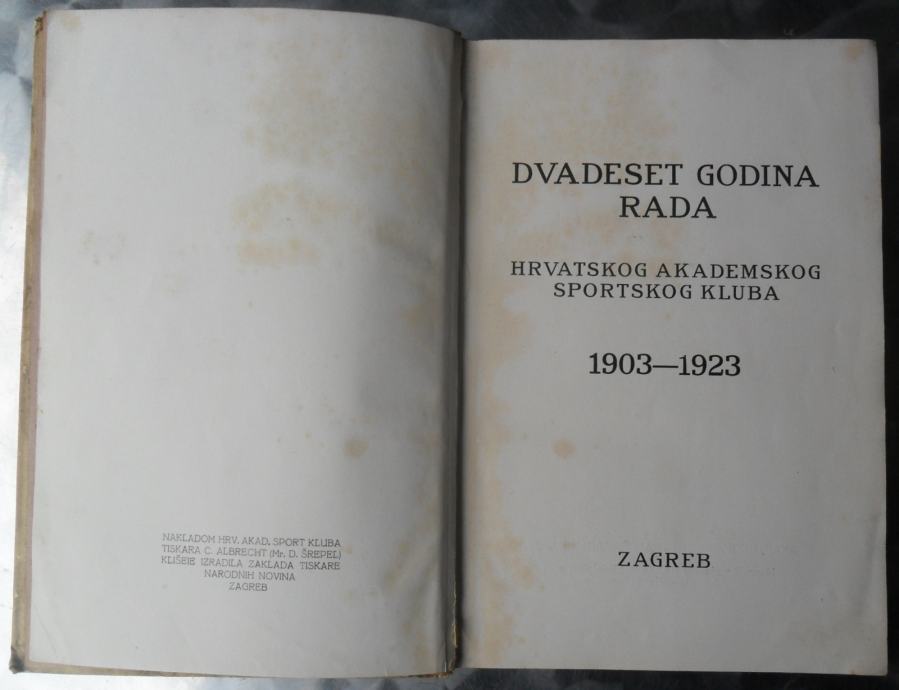 NAKLADOM HRV. AKAD. SPORT KLUBA
TISKARA C. ALBRECHT (Mr. D. ŠREPEL)
KLIŠEIE IZRADILA ZAKLADA TISKARE
NARODNIH NOVINA
ZAGREB
DVADESET GODINA
RADA
HRVATSKOG AKADEMSKOG
SPORTSKOG KLUBA
1903—1923
ZAGREB